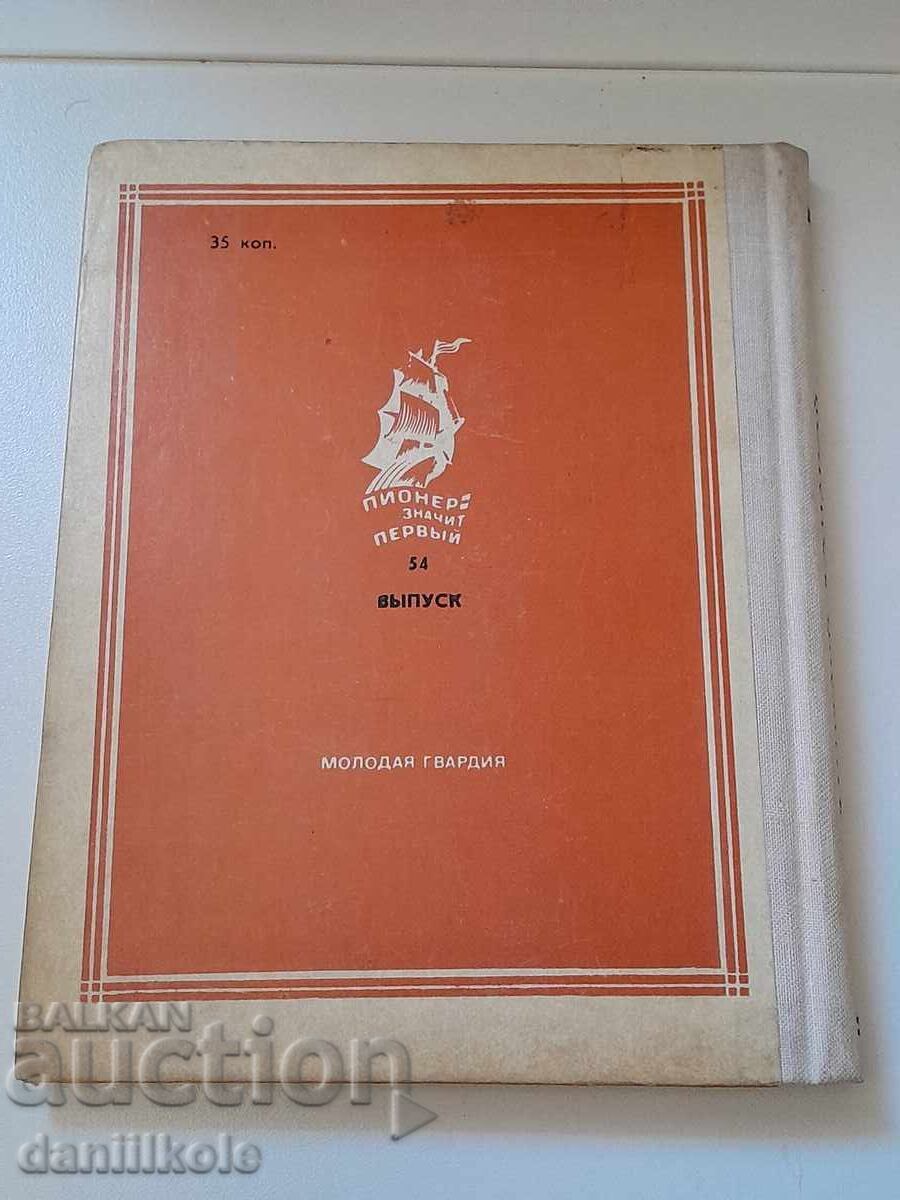 35 коп.
ПИОНЕР-
ЗНАЧИТ
ПЕРВЫЙ
54
ВЫПУСК
МОЛОДАЯ ГВАРДИЯ
BALKAN
auction
daniilkole